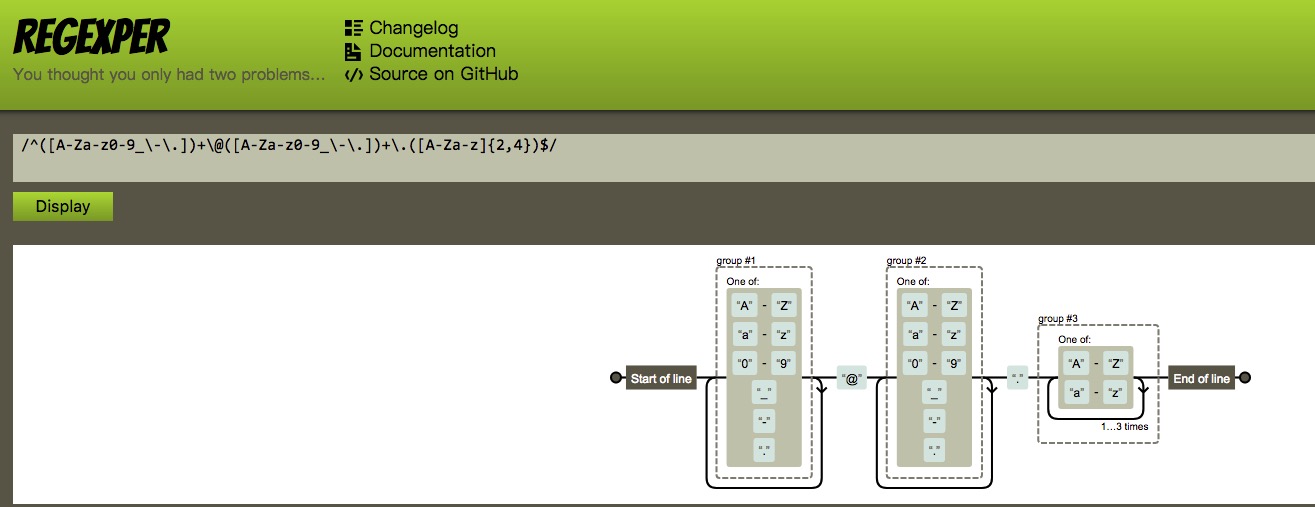 REGEXPER
You thought you only had two problems...
Changelog
Documentation
Source on GitHub
/^([A-Za-z0-9_\-\.])+\@([A-Za-z0-9_\-\.])+\.([A-Za-z]{2,4})$/
Display
Start of line
group #1
One of:
“A” - “Z”
“a” - “z”
“0” - “9”
“_”
“-”
“.”
“@”
group #2
One of:
“A” - “Z”
“a” - “z”
“0” - “9”
“_”
“-”
“.”
“.”
group #3
One of:
“A” - “Z”
“a” - “z”
1...3 times
End of line